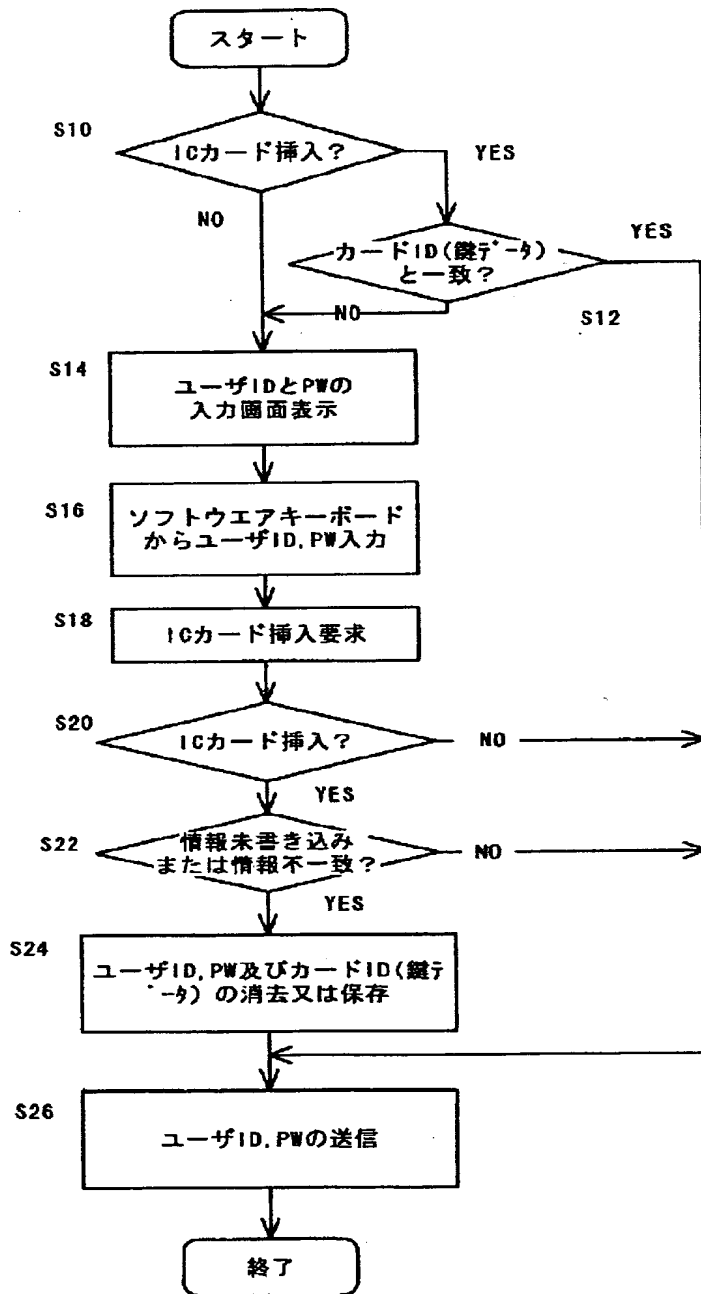 スタート
S10
ICカード挿入?
YES
NO
カードID(鍵データ)
と一致?
YES
NO
S12
S14
ユーザIDとPWの
入力画面表示
S16
ソフトウエアキーボード
からユーザID,PW入力
S18
ICカード挿入要求
S20
ICカード挿入?
NO
YES
S22
情報未書き込み
または情報不一致?
NO
YES
S24
ユーザID,PW及びカードID(鍵デ
ータ)の消去又は保存
S26
ユーザID,PWの送信
終了